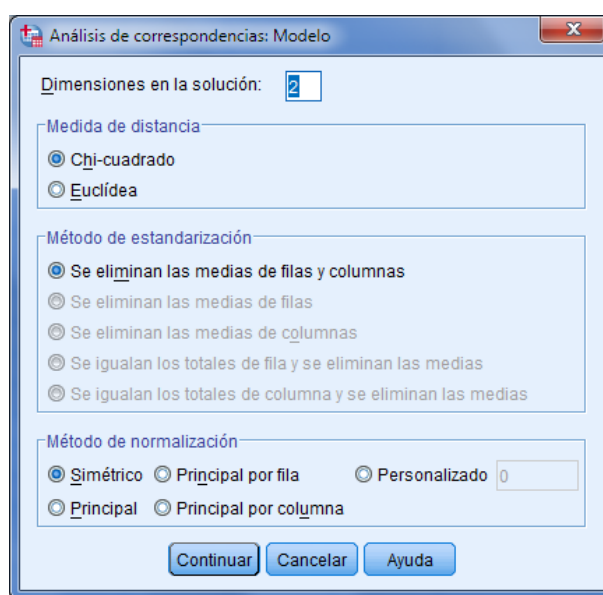 Análisis de correspondencias: Modelo
Dimensiones en la solución: 2
Medida de distancia
Chi-cuadrado
Euclídea
Método de estandarización
Se eliminan las medias de filas y columnas
Se eliminan las medias de filas
Se eliminan las medias de columnas
Se igualan los totales de fila y se eliminan las medias
Se igualan los totales de columna y se eliminan las medias
Método de normalización
Simétrico Principal por fila Personalizado 0
Principal Principal por columna
Continuar Cancelar Ayuda